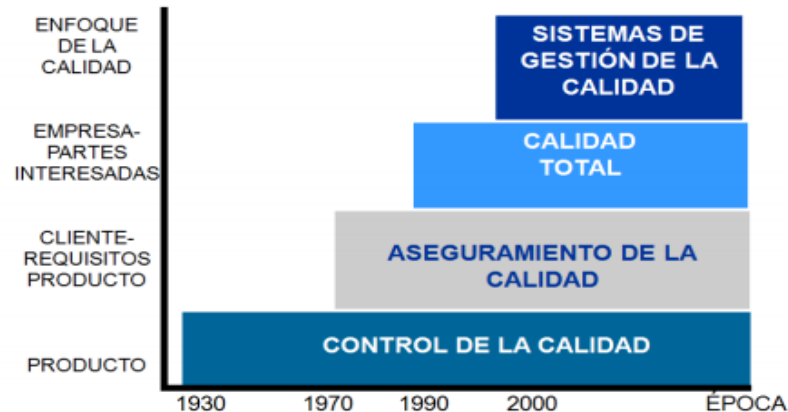 ENFOQUE
DE LA
CALIDAD
SISTEMAS DE
GESTIÓN DE LA
CALIDAD
EMPRESA-
PARTES
INTERESADAS
CALIDAD
TOTAL
CLIENTE-
REQUISITOS
PRODUCTO
ASEGURAMIENTO DE LA
CALIDAD
PRODUCTO
CONTROL DE LA CALIDAD
1930 1970 1990 2000 ÉPOCA